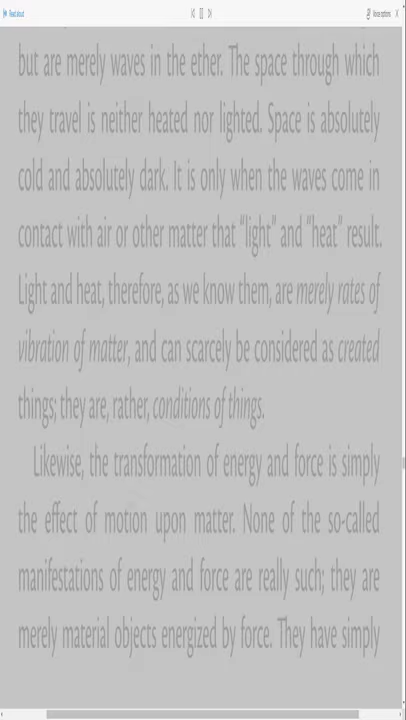 Read aloud
Voice options
but are merely waves in the ether. The space through which
they travel is neither heated nor lighted. Space is absolutely
cold and absolutely dark. It is only when the waves come in
contact with air or other matter that “light” and “heat” result.
Light and heat, therefore, as we know them, are merely rates of
vibration of matter, and can scarcely be considered as created
things; they are, rather, conditions of things.
Likewise, the transformation of energy and force is simply
the effect of motion upon matter. None of the so-called
manifestations of energy and force are really such; they are
merely material objects energized by force. They have simply